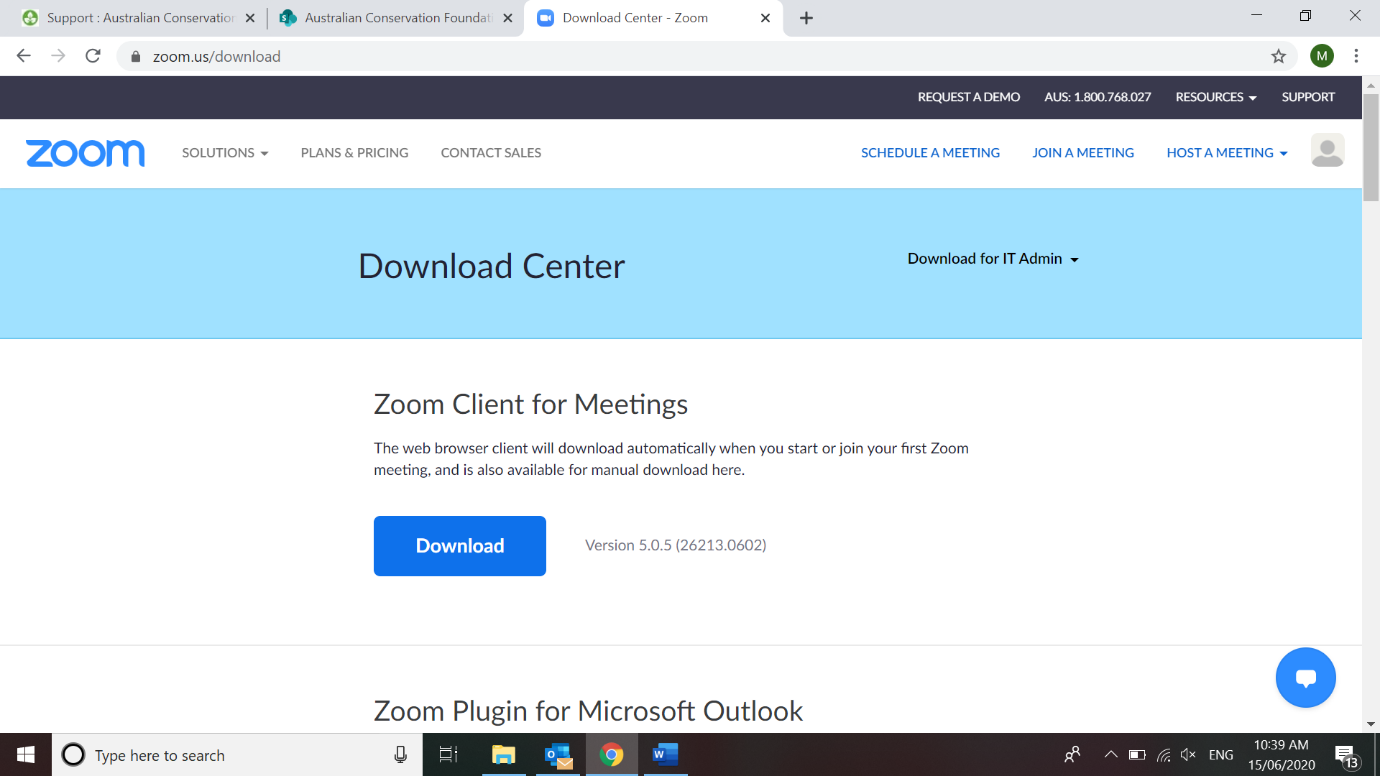 Support : Australian Conservation
Australian Conservation Foundat
Download Center - Zoom
zoom.us/download
M
REQUEST A DEMO
AUS: 1.800.768.027
RESOURCES
SUPPORT
zoom
SOLUTIONS
PLANS & PRICING
CONTACT SALES
SCHEDULE A MEETING
JOIN A MEETING
HOST A MEETING
Download Center
Download for IT Admin
Zoom Client for Meetings
The web browser client will download automatically when you start or join your first Zoom
meeting, and is also available for manual download here.
Download
Version 5.0.5 (26213.0602)
Zoom Plugin for Microsoft Outlook
Type here to search
ENG
10:39 AM
15/06/2020
13